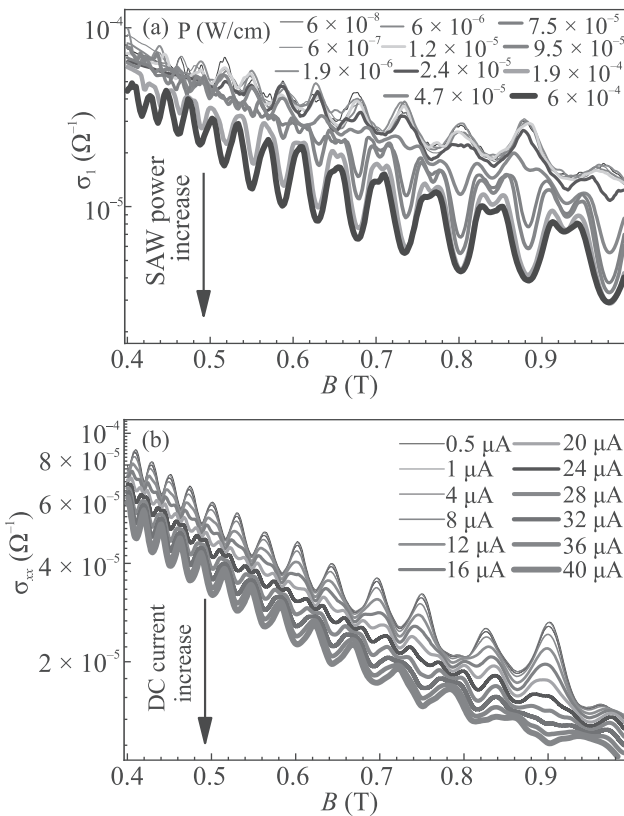 (a) P (W/cm)
6 × 10⁻⁸ 6 × 10⁻⁶ 7.5 × 10⁻⁵
6 × 10⁻⁷ 1.2 × 10⁻⁵ 9.5 × 10⁻⁵
1.9 × 10⁻⁶ 2.4 × 10⁻⁵ 1.9 × 10⁻⁴
4.7 × 10⁻⁵ 6 × 10⁻⁴
10⁻⁴
10⁻⁵
σ₁ (Ω⁻¹)
SAW power
increase
0.4 0.5 0.6 0.7 0.8 0.9
B (T)
(b)
0.5 μA 20 μA
1 μA 24 μA
4 μA 28 μA
8 μA 32 μA
12 μA 36 μA
16 μA 40 μA
10⁻⁴
8 × 10⁻⁵
6 × 10⁻⁵
4 × 10⁻⁵
2 × 10⁻⁵
σₓₓ (Ω⁻¹)
DC current
increase
0.4 0.5 0.6 0.7 0.8 0.9
B (T)